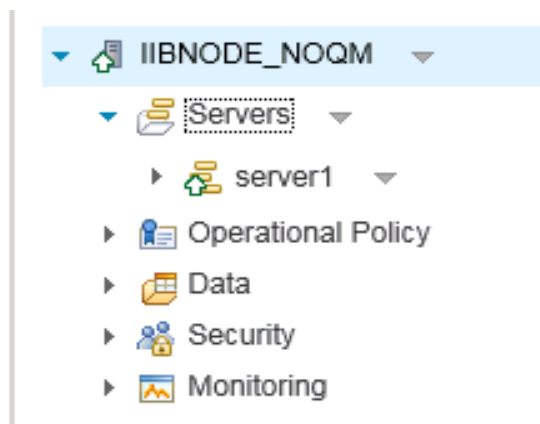 IIBNODE_NOQM
Servers
server1
Operational Policy
Data
Security
Monitoring